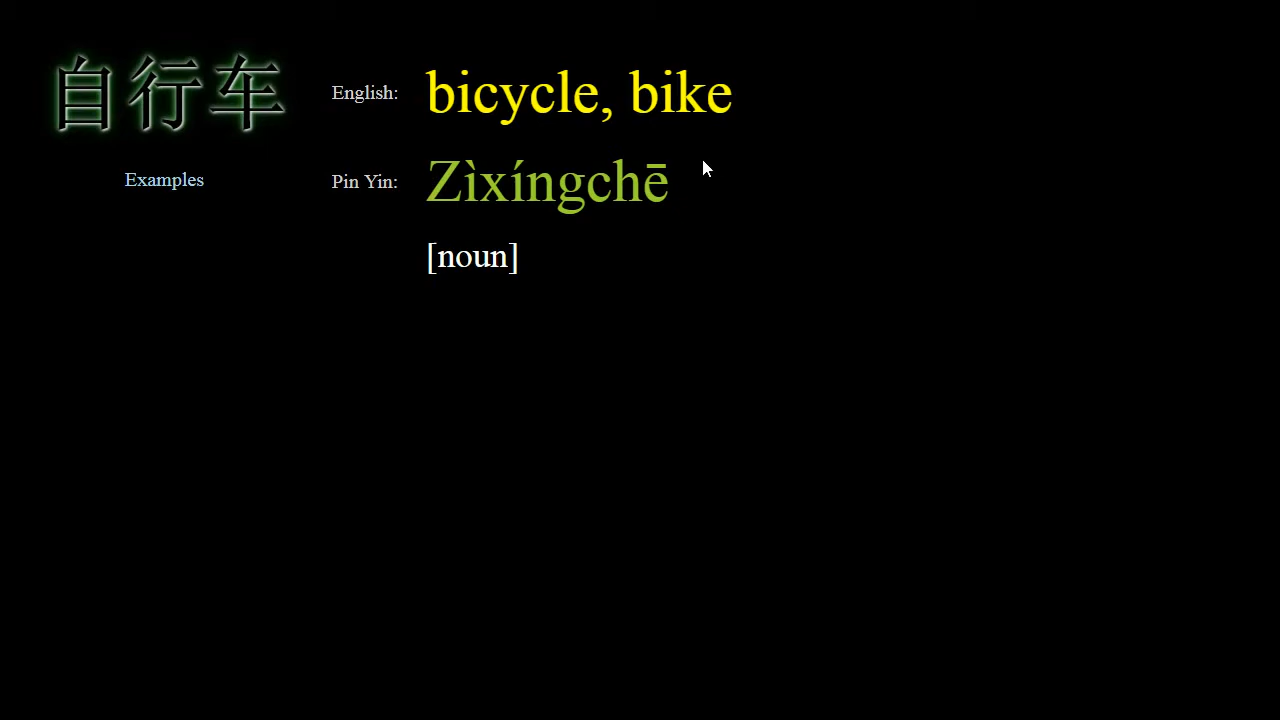 自行车
English: bicycle, bike
Examples
Pin Yin: Zìxíngchē
[noun]